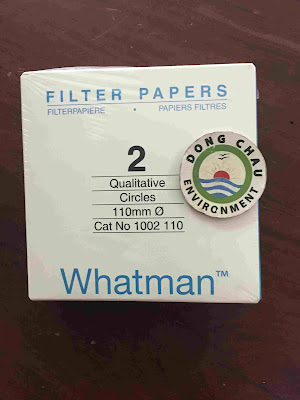 FILTER PAPERS
FILTERPAPIERE • PAPIERS FILTRES
2
Qualitative
Circles
110mm Ø
Cat No 1002 110
Whatman™
DONG CHAU
ENVIRONMENT